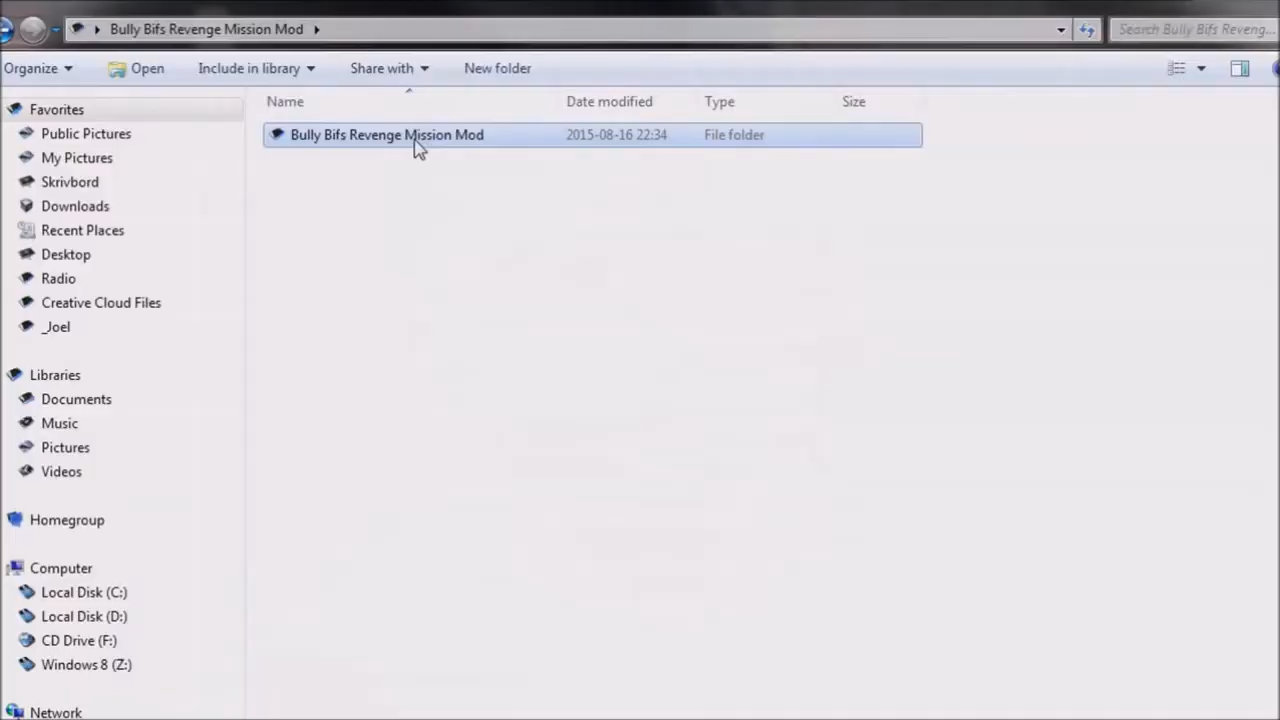 Bully Bifs Revenge Mission Mod
Search Bully Bifs Reveng...
Organize Open Include in library Share with New folder
Name Date modified Type Size
Bully Bifs Revenge Mission Mod 2015-08-16 22:34 File folder
Favorites
Public Pictures
My Pictures
Skrivbord
Downloads
Recent Places
Desktop
Radio
Creative Cloud Files
_Joel
Libraries
Documents
Music
Pictures
Videos
Homegroup
Computer
Local Disk (C:)
Local Disk (D:)
CD Drive (F:)
Windows 8 (Z:)
Network